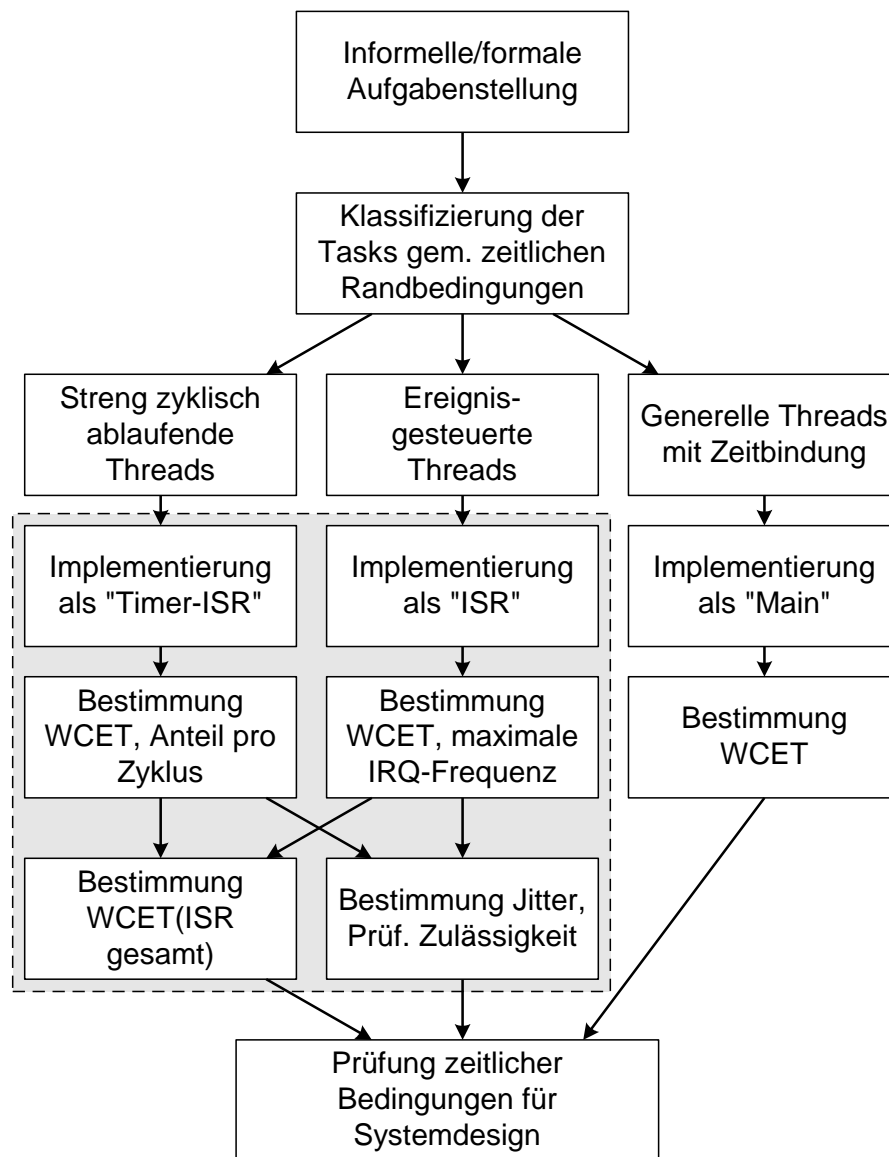 Informelle/formale
Aufgabenstellung
Klassifizierung der
Tasks gem. zeitlichen
Randbedingungen
Streng zyklisch
ablaufende
Threads
Ereignis-
gesteuerte
Threads
Generelle Threads
mit Zeitbindung
Implementierung
als "Timer-ISR"
Implementierung
als "ISR"
Implementierung
als "Main"
Bestimmung
WCET, Anteil pro
Zyklus
Bestimmung
WCET, maximale
IRQ-Frequenz
Bestimmung
WCET
Bestimmung
WCET(ISR
gesamt)
Bestimmung Jitter,
Prüf. Zulässigkeit
Prüfung zeitlicher
Bedingungen für
Systemdesign